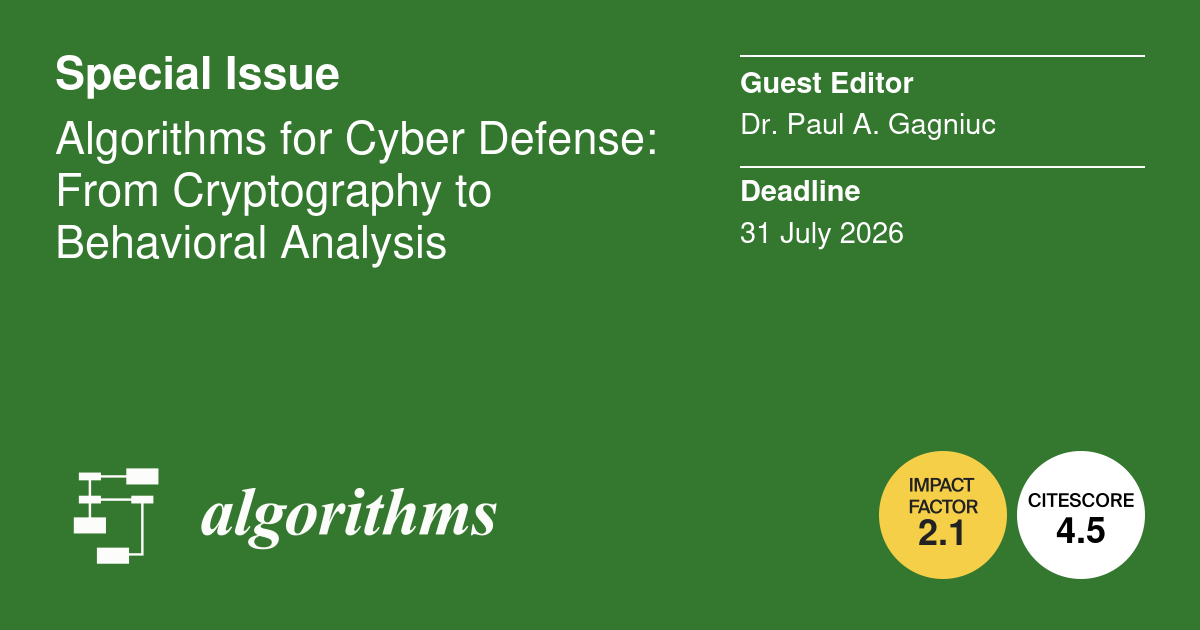 Special Issue
Algorithms for Cyber Defense:
From Cryptography to
Behavioral Analysis
Guest Editor
Dr. Paul A. Gagniuc
Deadline
31 July 2026
algorithms
IMPACT
FACTOR
2.1
CITESCORE
4.5